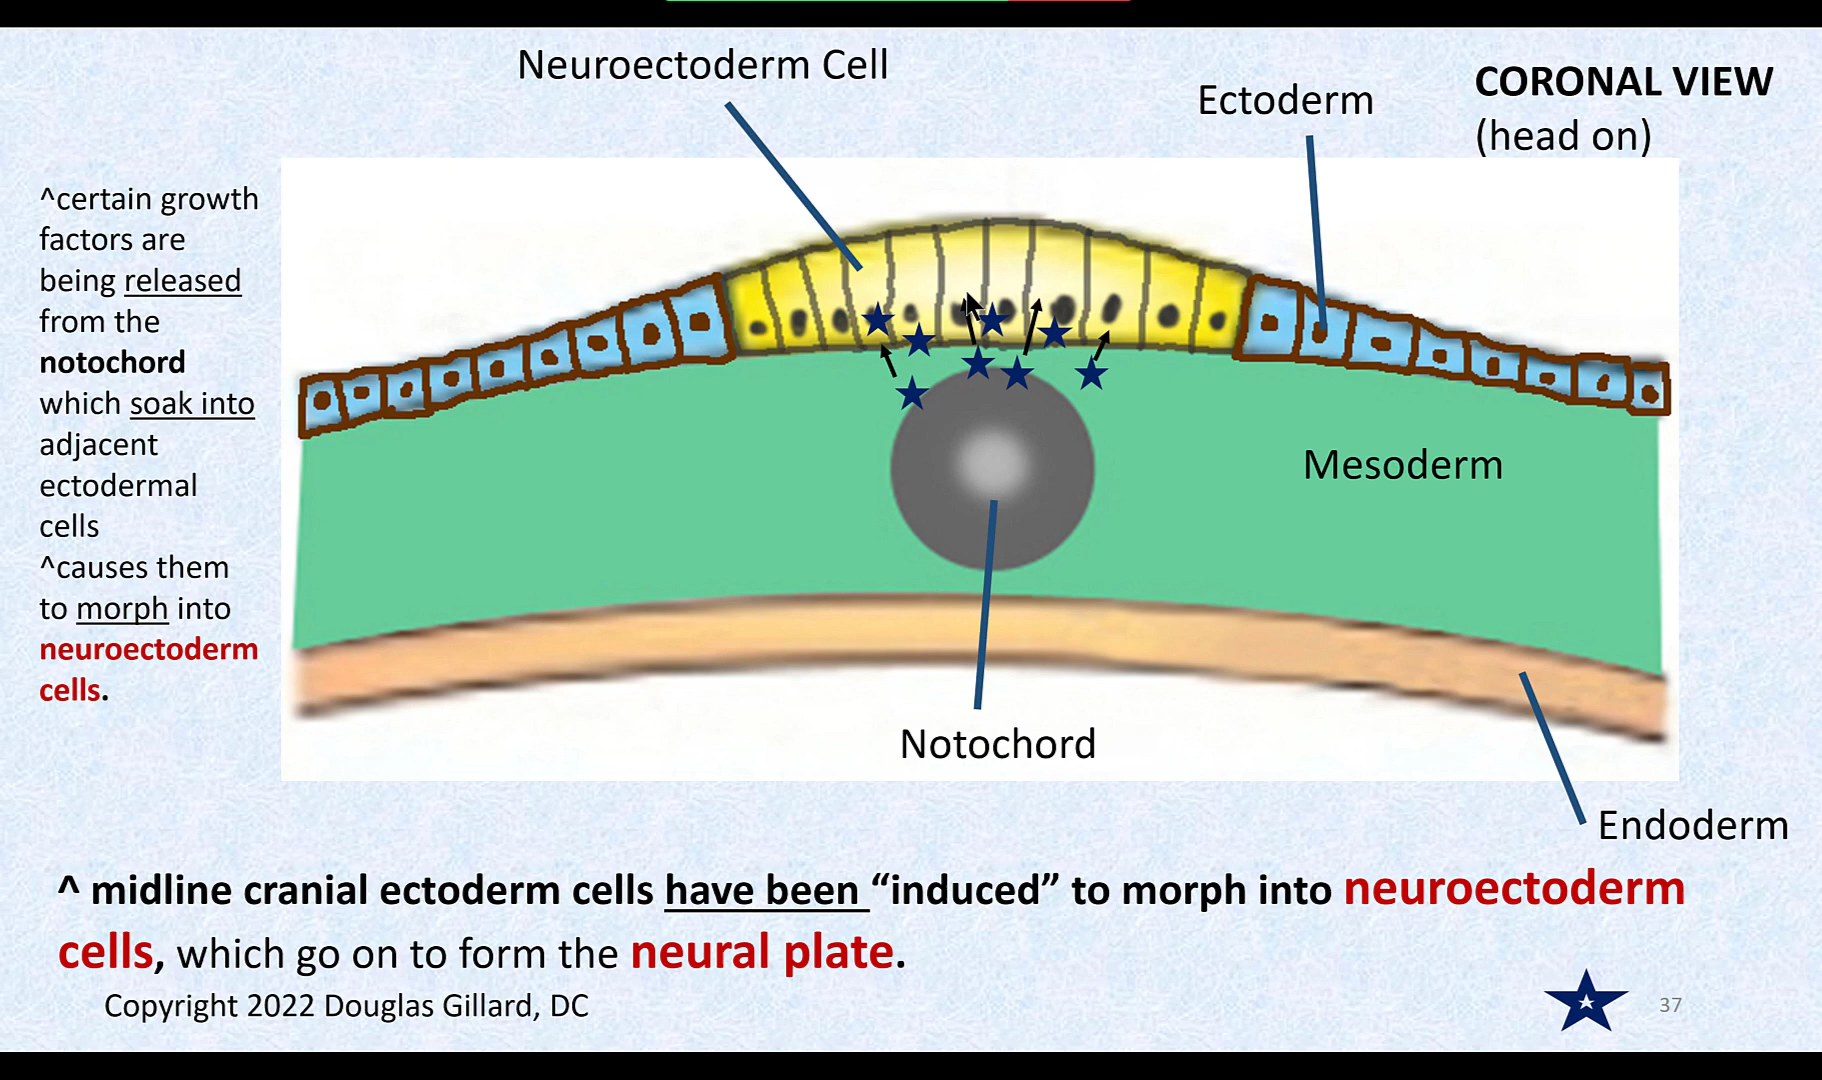 Neuroectoderm Cell
Ectoderm
CORONAL VIEW
(head on)
^certain growth
factors are
being released
from the
notochord
which soak into
adjacent
ectodermal
cells
^causes them
to morph into
neuroectoderm
cells.
Mesoderm
Notochord
Endoderm
^ midline cranial ectoderm cells have been “induced” to morph into neuroectoderm
cells, which go on to form the neural plate.
Copyright 2022 Douglas Gillard, DC
37